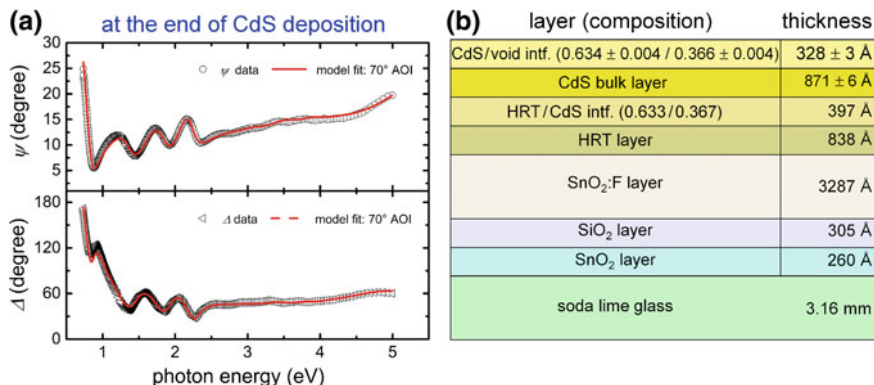 (a) at the end of CdS deposition
35
30
25
20
15
10
5
ψ (degree)
ψ data
model fit: 70° AOI
180
120
60
0
Δ (degree)
Δ data
model fit: 70° AOI
1
2
3
4
5
photon energy (eV)
(b)
layer (composition) thickness
CdS/void intf. (0.634 ± 0.004 / 0.366 ± 0.004) 328 ± 3 Å
CdS bulk layer 871 ± 6 Å
HRT/CdS intf. (0.633/0.367) 397 Å
HRT layer 838 Å
SnO₂:F layer 3287 Å
SiO₂ layer 305 Å
SnO₂ layer 260 Å
soda lime glass 3.16 mm